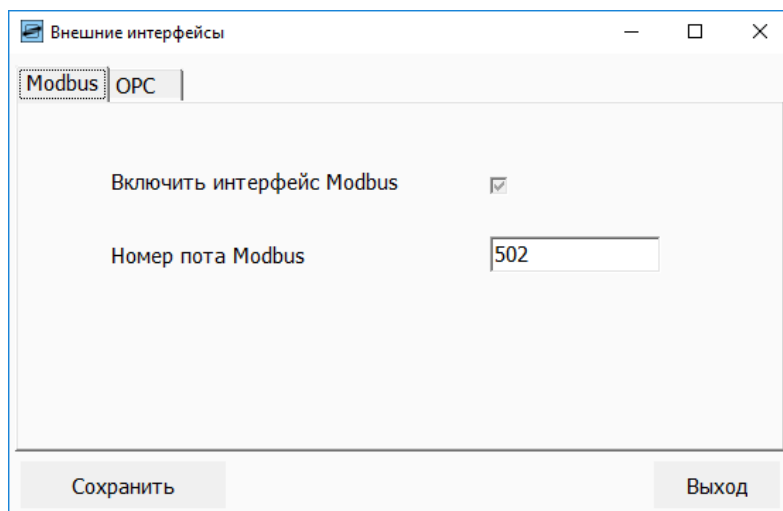 Внешние интерфейсы
Modbus OPC
Включить интерфейс Modbus
Номер пота Modbus 502
Сохранить Выход